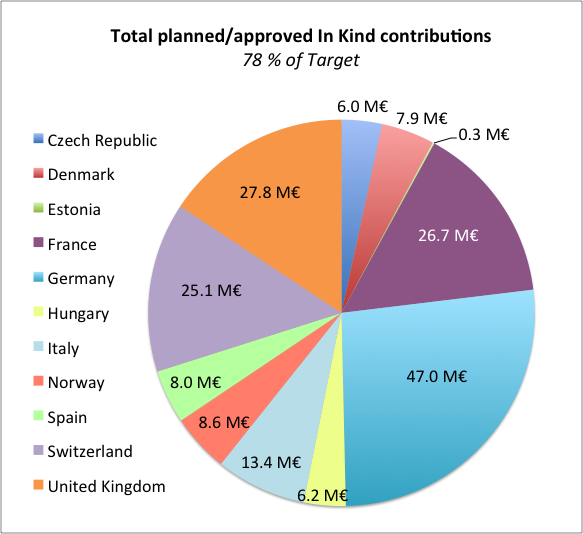 Total planned/approved In Kind contributions
78 % of Target
Czech Republic
Denmark
Estonia
France
Germany
Hungary
Italy
Norway
Spain
Switzerland
United Kingdom
6.0 M€
7.9 M€
0.3 M€
26.7 M€
47.0 M€
6.2 M€
13.4 M€
8.6 M€
8.0 M€
25.1 M€
27.8 M€